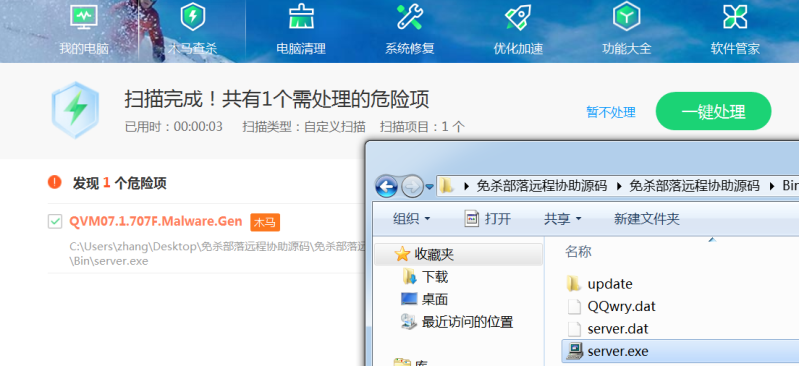 我的电脑
木马查杀
电脑清理
系统修复
优化加速
功能大全
软件管家
扫描完成！共有1个需处理的危险项
已用时：00:00:03 扫描类型：自定义扫描 扫描项目：1 个
暂不处理
一键处理
发现 1 个危险项
QVM07.1.707F.Malware.Gen 木马
C:\Users\zhang\Desktop\免杀部落远程协助源码\免杀部落远
\Bin\server.exe
免杀部落远程协助源码 免杀部落远程协助源码 Bin
组织 打开 共享 新建文件夹
收藏夹
下载
桌面
最近访问的位置
库
名称
update
QQwry.dat
server.dat
server.exe